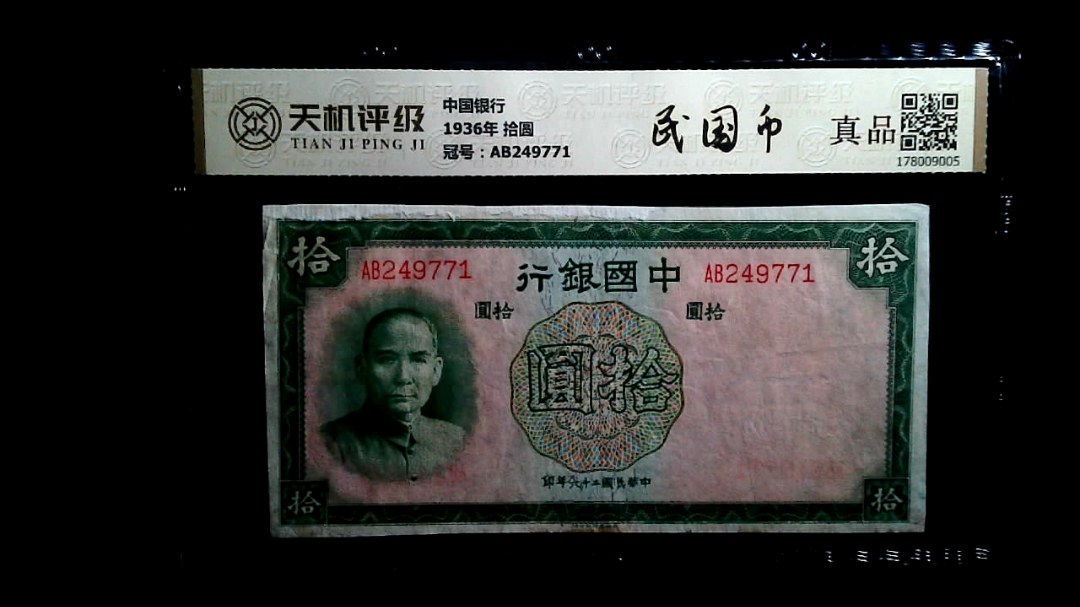 天机评级
TIAN JI PING JI
中国银行
1936年 拾圆
冠号：AB249771
民国币
真品
178009005
拾
拾
AB249771
行銀國中
AB249771
圓拾
圓拾
圓拾
印年六十二國民華中
拾
拾